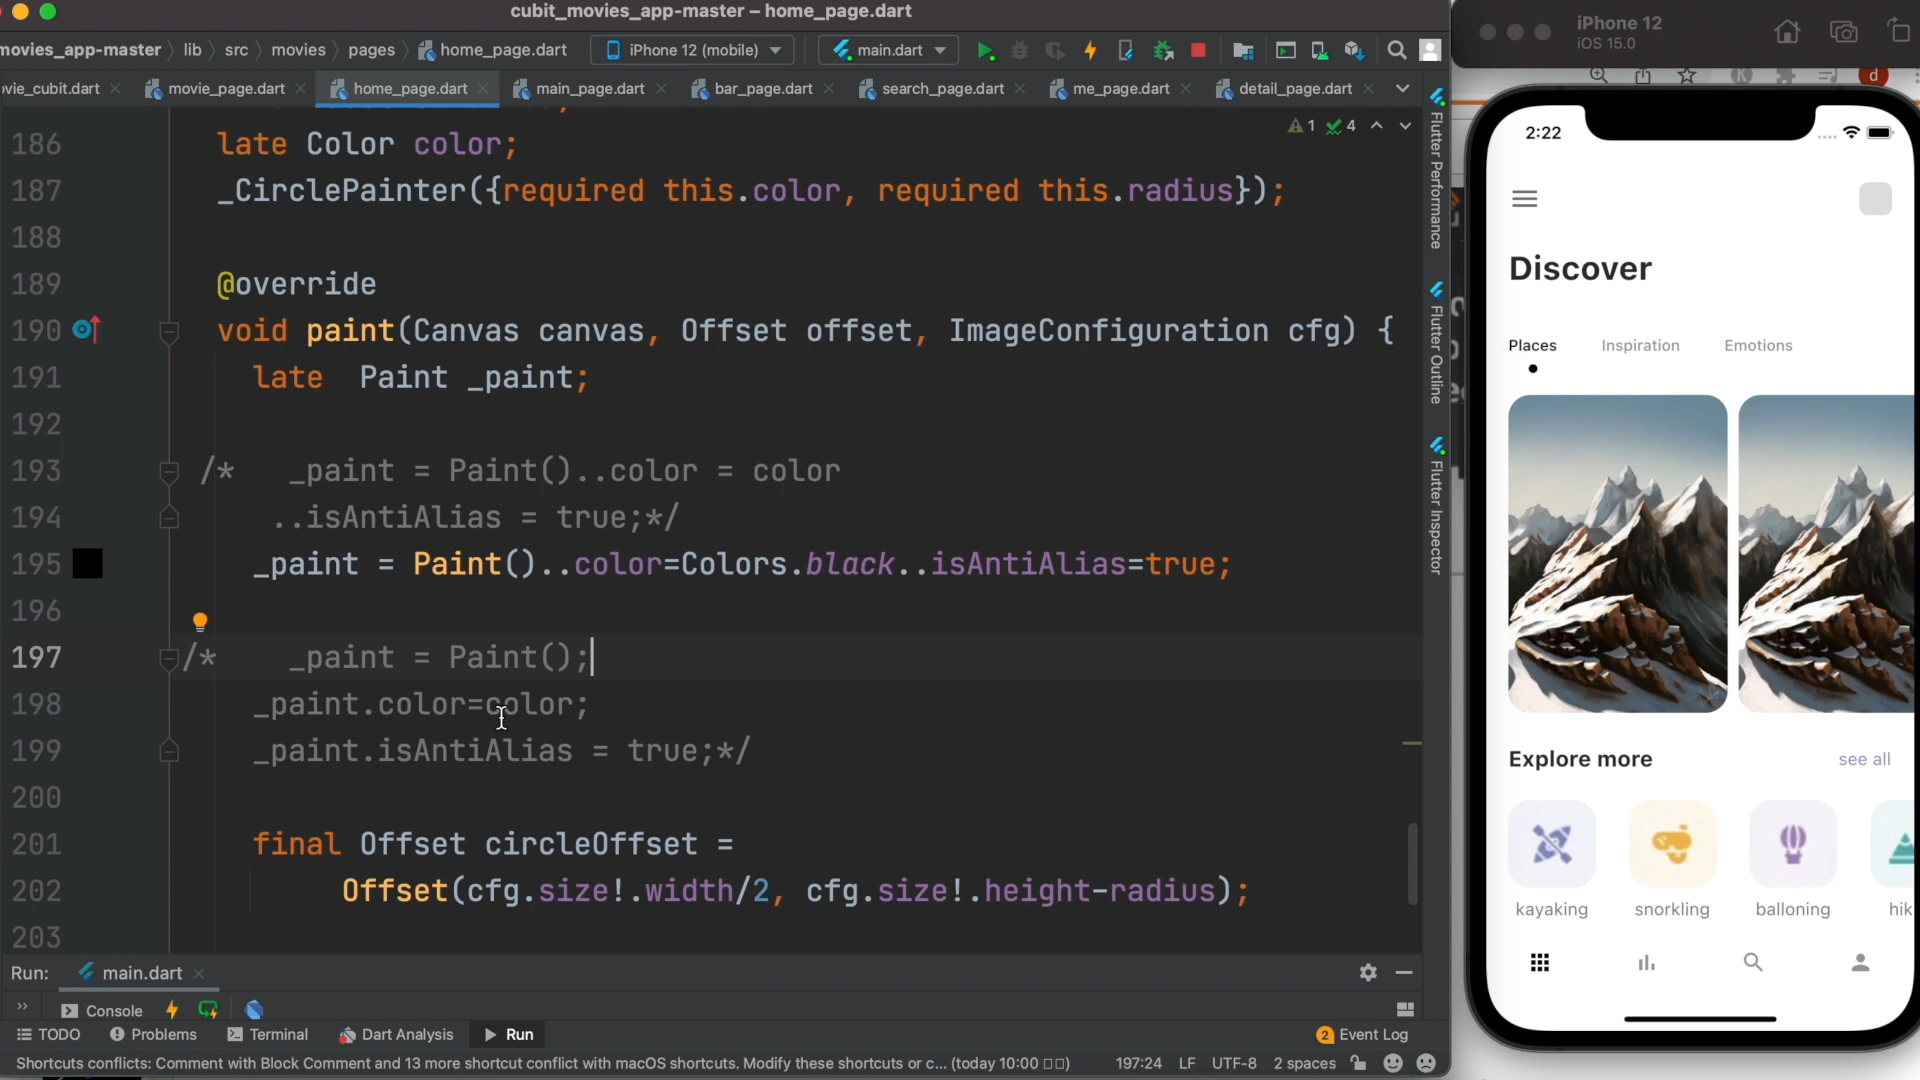 cubit_movies_app-master – home_page.dart
movies_app-master lib src movies pages home_page.dart iPhone 12 (mobile) main.dart
vie_cubit.dart movie_page.dart home_page.dart main_page.dart bar_page.dart search_page.dart me_page.dart detail_page.dart
1 4
186 late Color color;
187 _CirclePainter({required this.color, required this.radius});
188
189 @override
190 void paint(Canvas canvas, Offset offset, ImageConfiguration cfg) {
191 late  Paint _paint;
192
193 /*   _paint = Paint()..color = color
194 ..isAntiAlias = true;*/
195 _paint = Paint()..color=Colors.black..isAntiAlias=true;
196
197 /*    _paint = Paint();
198 _paint.color=color;
199 _paint.isAntiAlias = true;*/
200
201 final Offset circleOffset =
202 Offset(cfg.size!.width/2, cfg.size!.height-radius);
203
Flutter Performance
Flutter Outline
Flutter Inspector
Run: main.dart
Console
TODO Problems Terminal Dart Analysis Run 2 Event Log
Shortcuts conflicts: Comment with Block Comment and 13 more shortcut conflict with macOS shortcuts. Modify these shortcuts or c... (today 10:00 197:24 LF UTF-8 2 spaces
iPhone 12
iOS 15.0
K d
2:22
Discover
Places Inspiration Emotions
Explore more see all
kayaking snorkling balloning hik